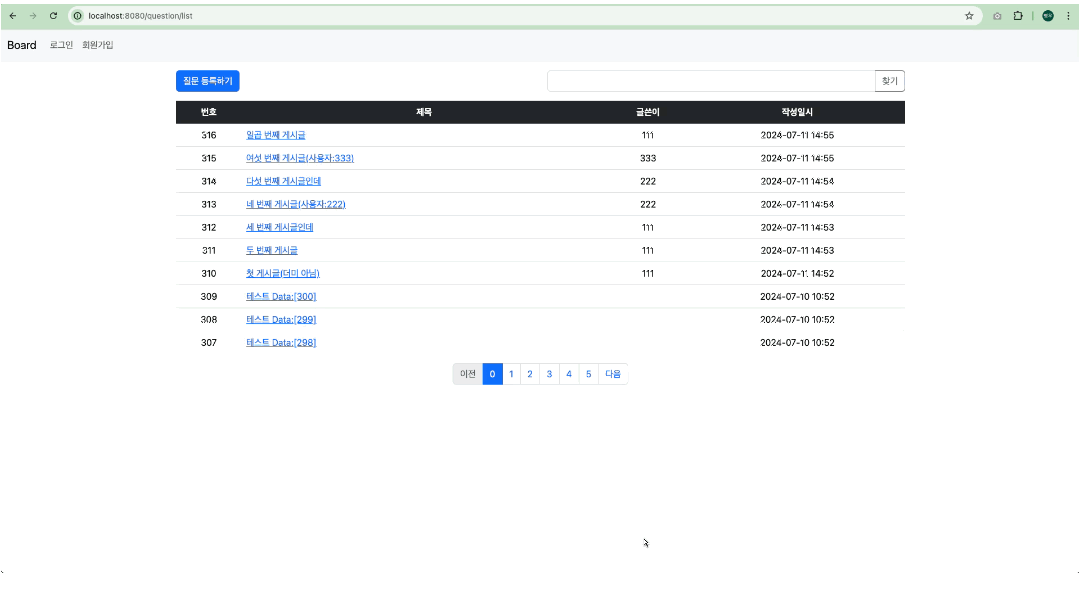 localhost:8080/question/list
Board 로그인 회원가입
질문 등록하기 찾기
번호 제목 글쓴이 작성일시
316 일곱 번째 게시글 111 2024-07-11 14:55
315 여섯 번째 게시글(사용자:333) 333 2024-07-11 14:55
314 다섯 번째 게시글인데 222 2024-07-11 14:54
313 네 번째 게시글(사용자:222) 222 2024-07-11 14:54
312 세 번째 게시글인데 111 2024-07-11 14:53
311 두 번째 게시글 111 2024-07-11 14:53
310 첫 게시글(더미 아님) 111 2024-07-11 14:52
309 테스트 Data:[300] 2024-07-10 10:52
308 테스트 Data:[299] 2024-07-10 10:52
307 테스트 Data:[298] 2024-07-10 10:52
이전 0 1 2 3 4 5 다음